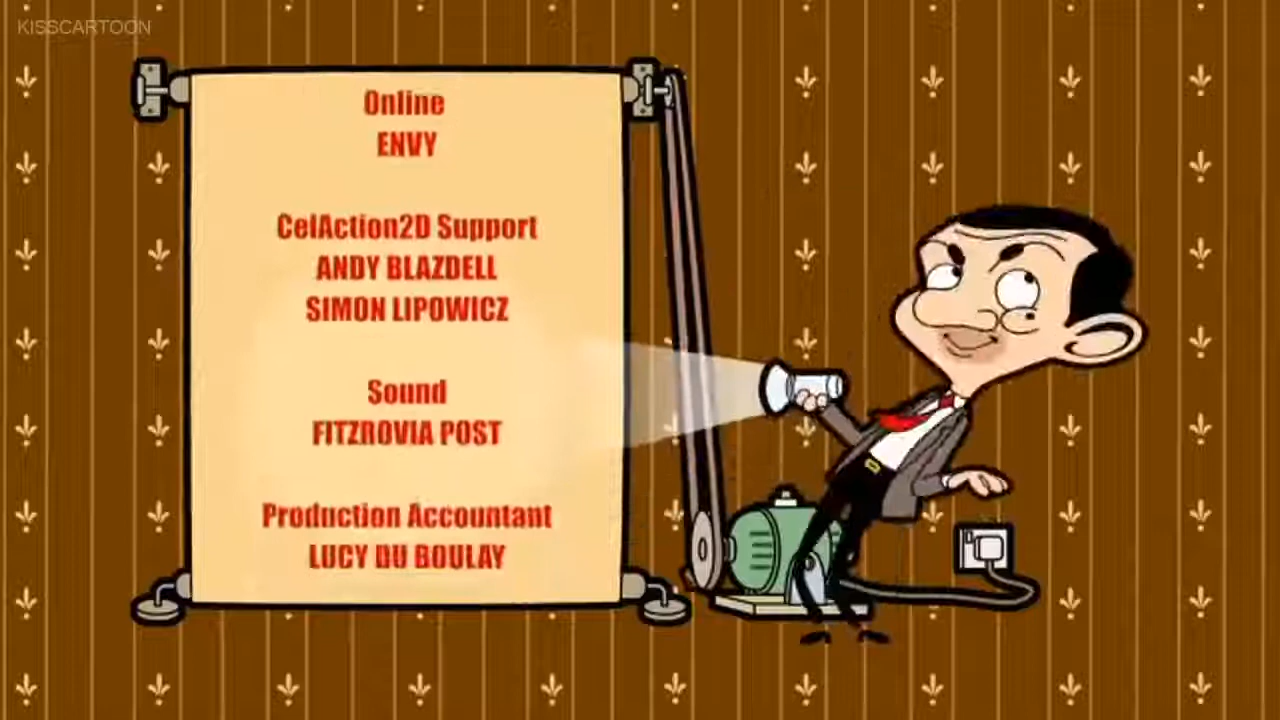 KISSCARTOON
Online
ENVY
CelAction2D Support
ANDY BLAZDELL
SIMON LIPOWICZ
Sound
FITZROVIA POST
Production Accountant
LUCY DU BOULAY